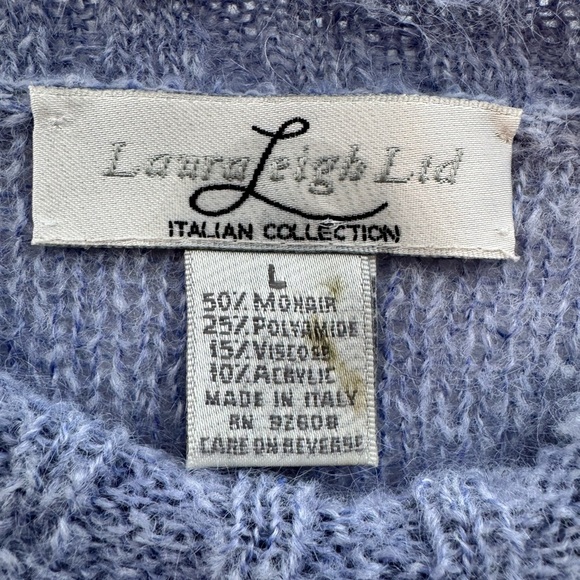 Laura Leigh Ltd
ITALIAN COLLECTION
L
50% MOHAIR
25% POLYAMIDE
15% VISCOSE
10% ACRYLIC
MADE IN ITALY
RN 92608
CARE ON REVERSE